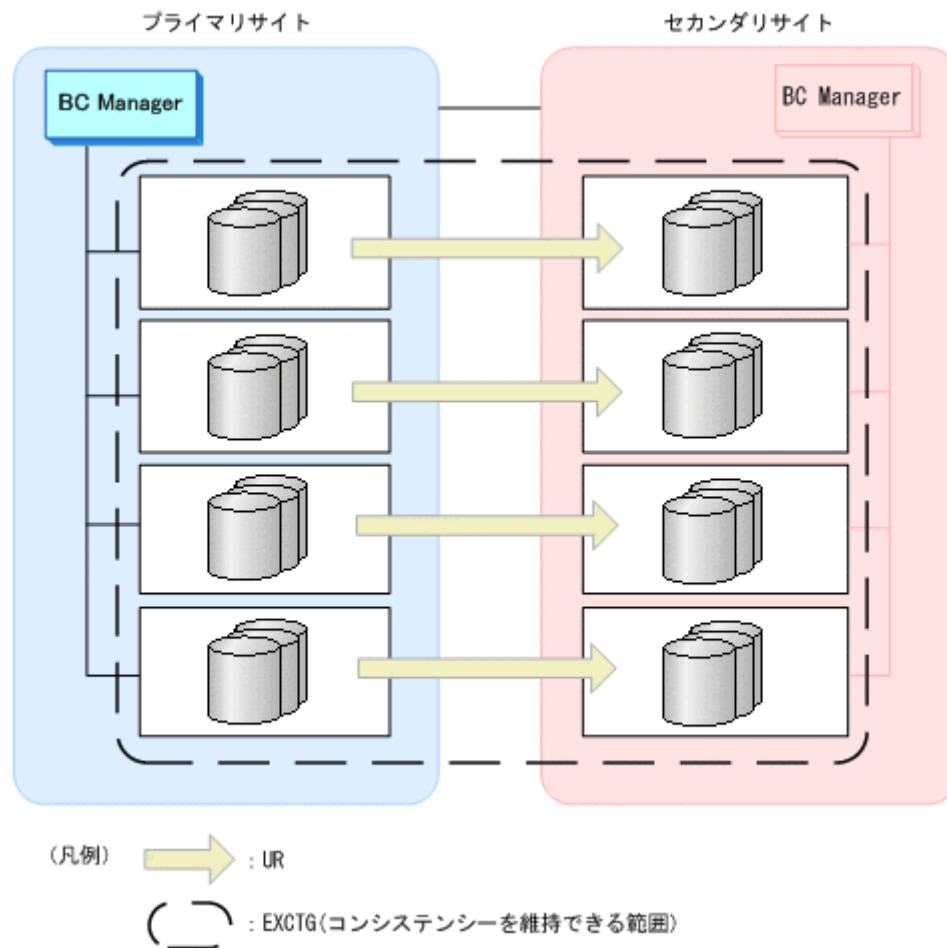 プライマリサイト
セカンダリサイト
BC Manager
BC Manager
(凡例)
: UR
: EXCTG(コンシステンシーを維持できる範囲)